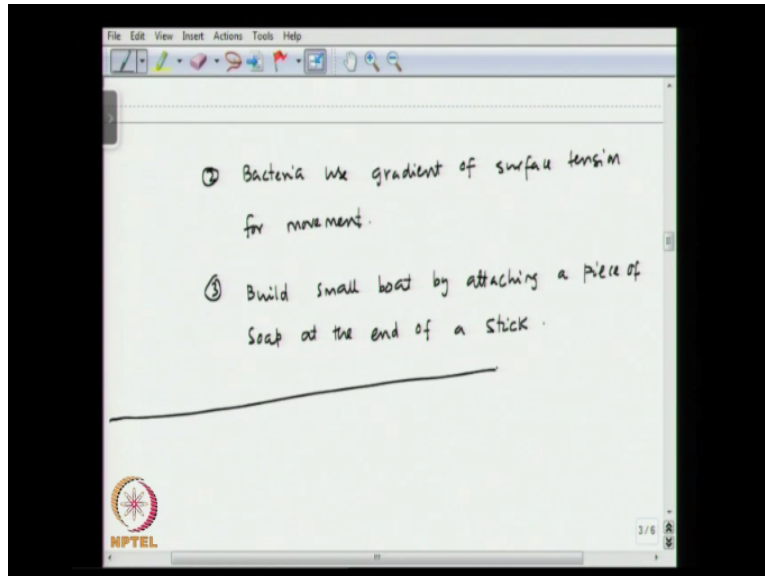 File Edit View Insert Actions Tools Help
② Bacteria use gradient of surface tension
for movement.
③ Build small boat by attaching a piece of
Soap at the end of a stick.
NPTEL
3/6